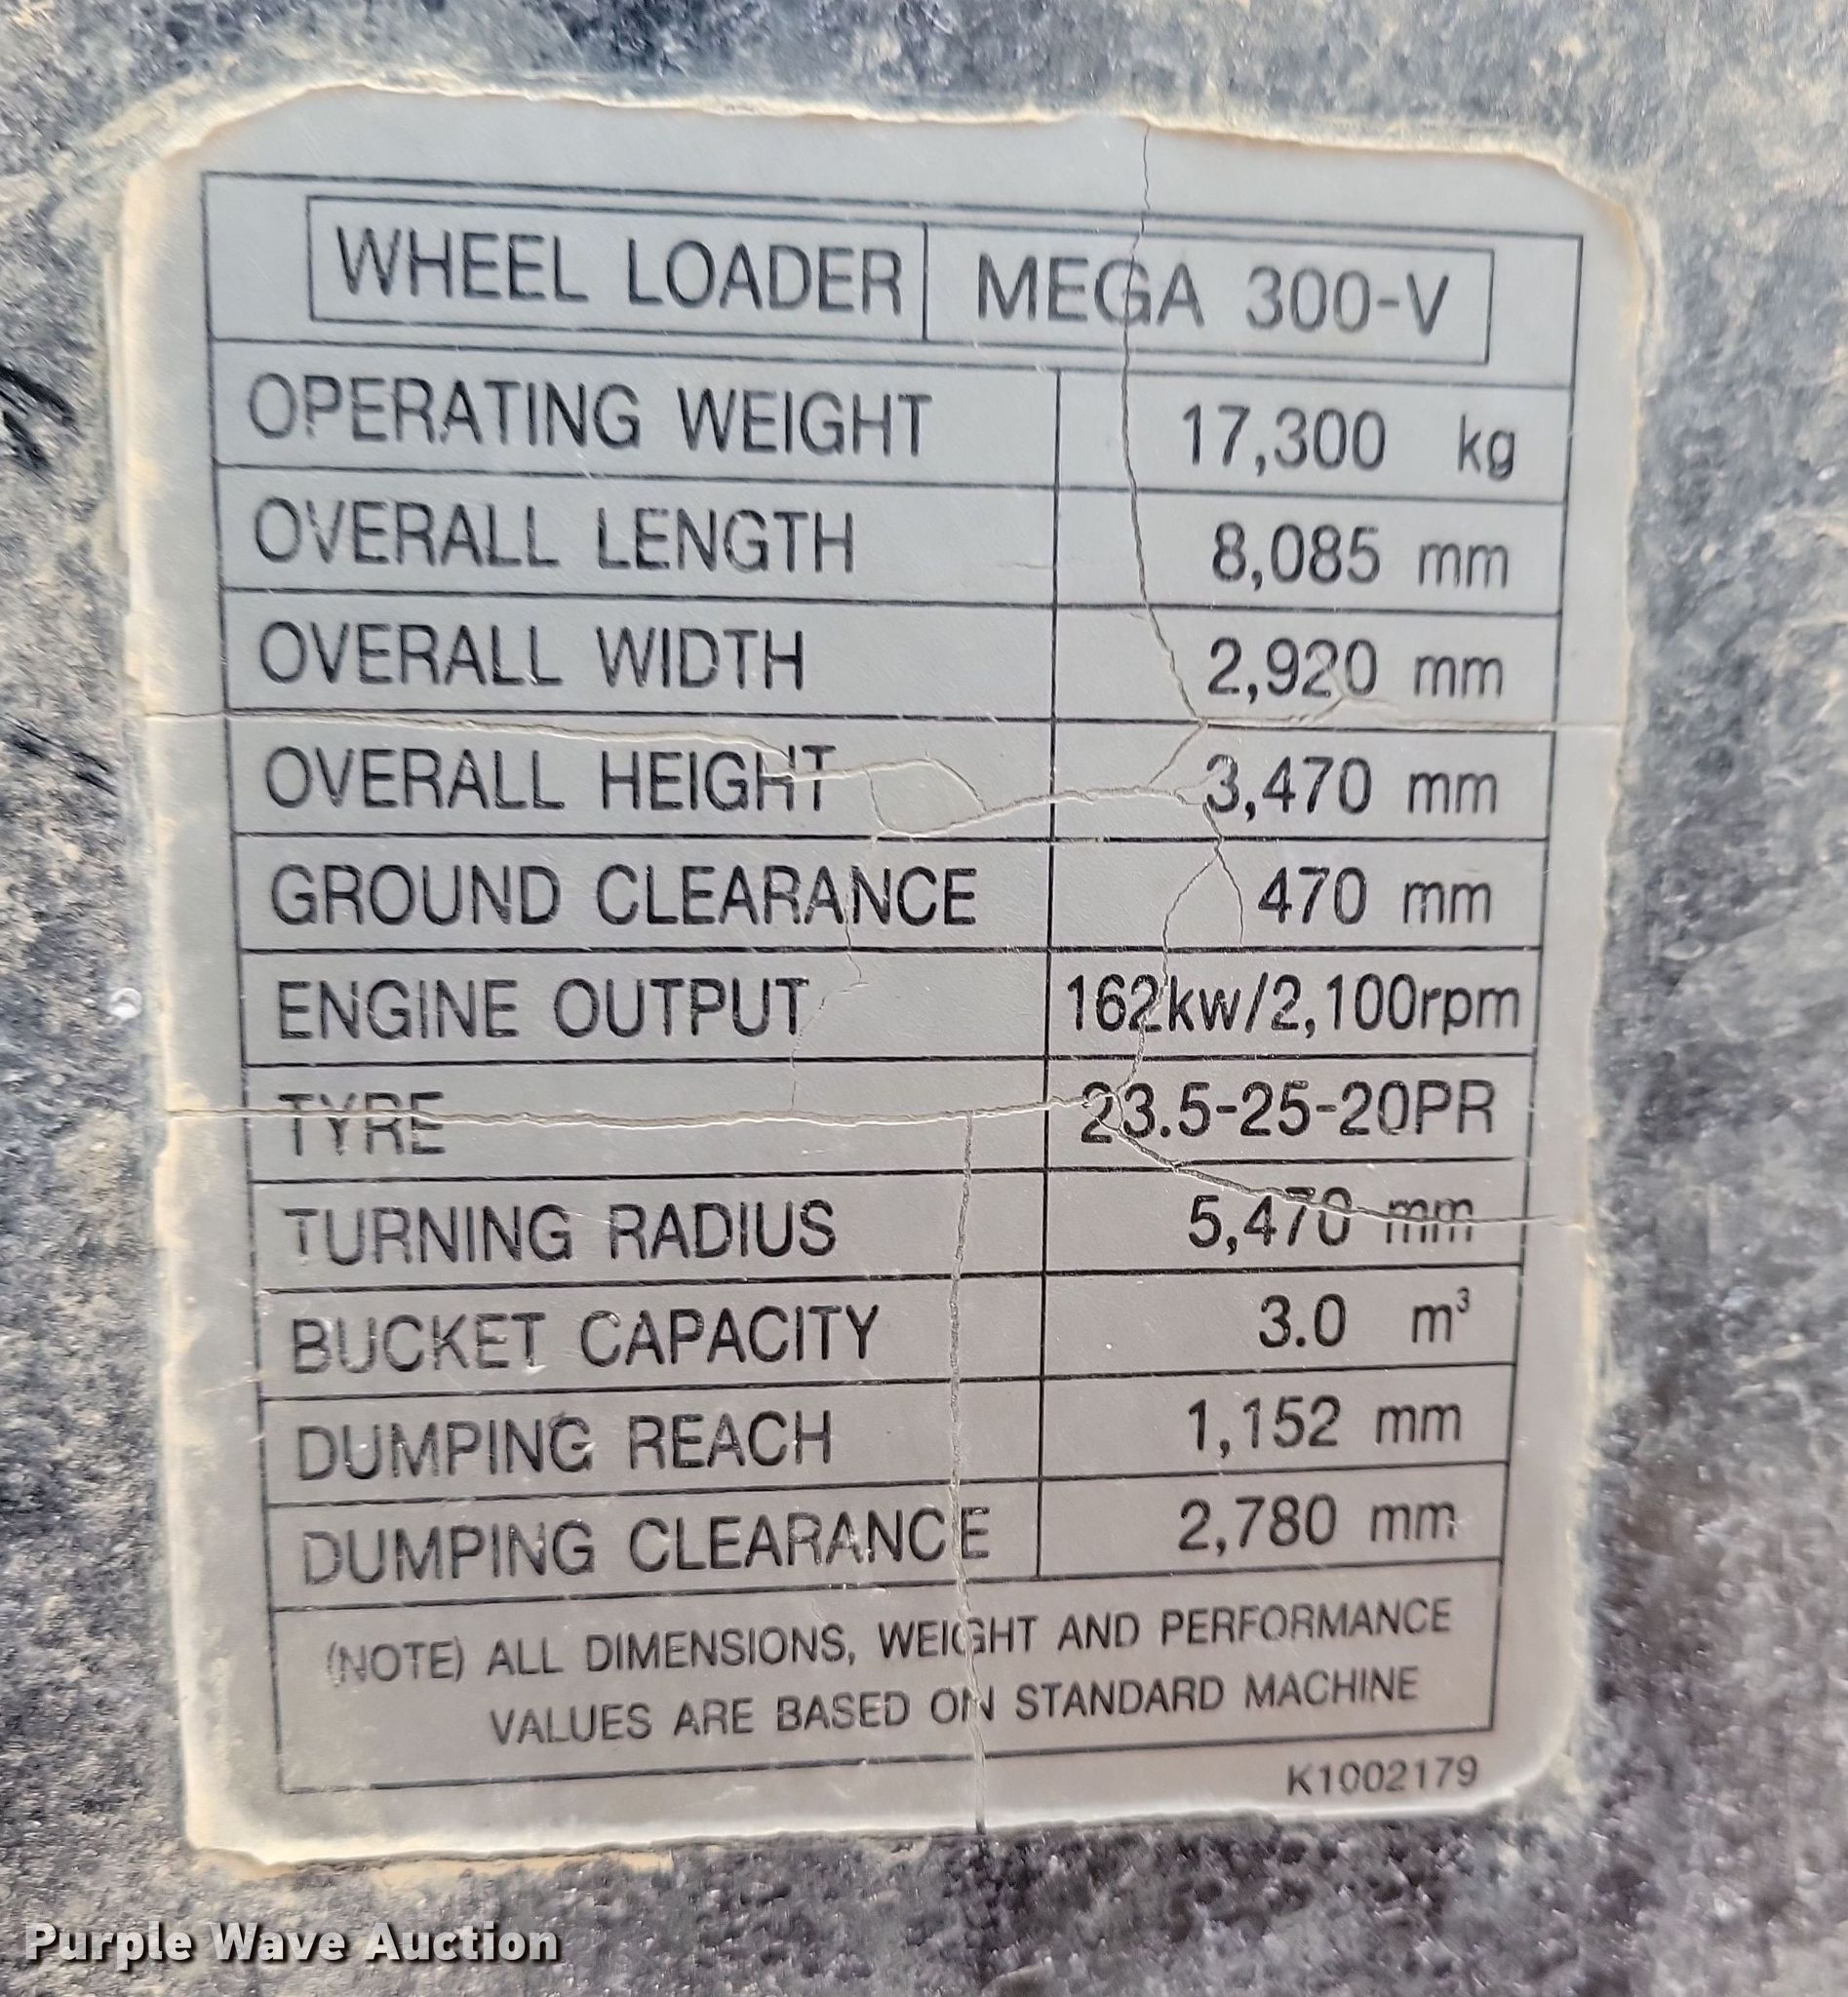 WHEEL LOADER MEGA 300-V
OPERATING WEIGHT 17,300 kg
OVERALL LENGTH 8,085 mm
OVERALL WIDTH 2,920 mm
OVERALL HEIGHT 3,470 mm
GROUND CLEARANCE 470 mm
ENGINE OUTPUT 162kw/2,100rpm
TYRE 23.5-25-20PR
TURNING RADIUS 5,470 mm
BUCKET CAPACITY 3.0 m³
DUMPING REACH 1,152 mm
DUMPING CLEARANCE 2,780 mm
(NOTE) ALL DIMENSIONS, WEIGHT AND PERFORMANCE
VALUES ARE BASED ON STANDARD MACHINE
K1002179
Purple Wave Auction